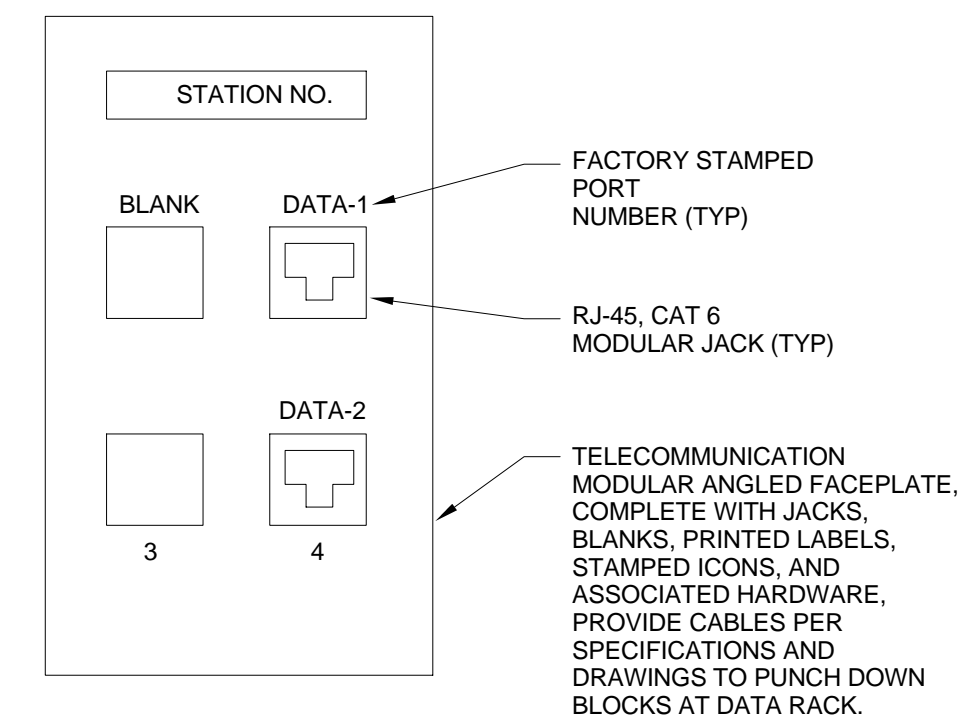 STATION NO.
BLANK
DATA-1
FACTORY STAMPED
PORT
NUMBER (TYP)
RJ-45, CAT 6
MODULAR JACK (TYP)
DATA-2
3
4
TELECOMMUNICATION
MODULAR ANGLED FACEPLATE,
COMPLETE WITH JACKS,
BLANKS, PRINTED LABELS,
STAMPED ICONS, AND
ASSOCIATED HARDWARE,
PROVIDE CABLES PER
SPECIFICATIONS AND
DRAWINGS TO PUNCH DOWN
BLOCKS AT DATA RACK.